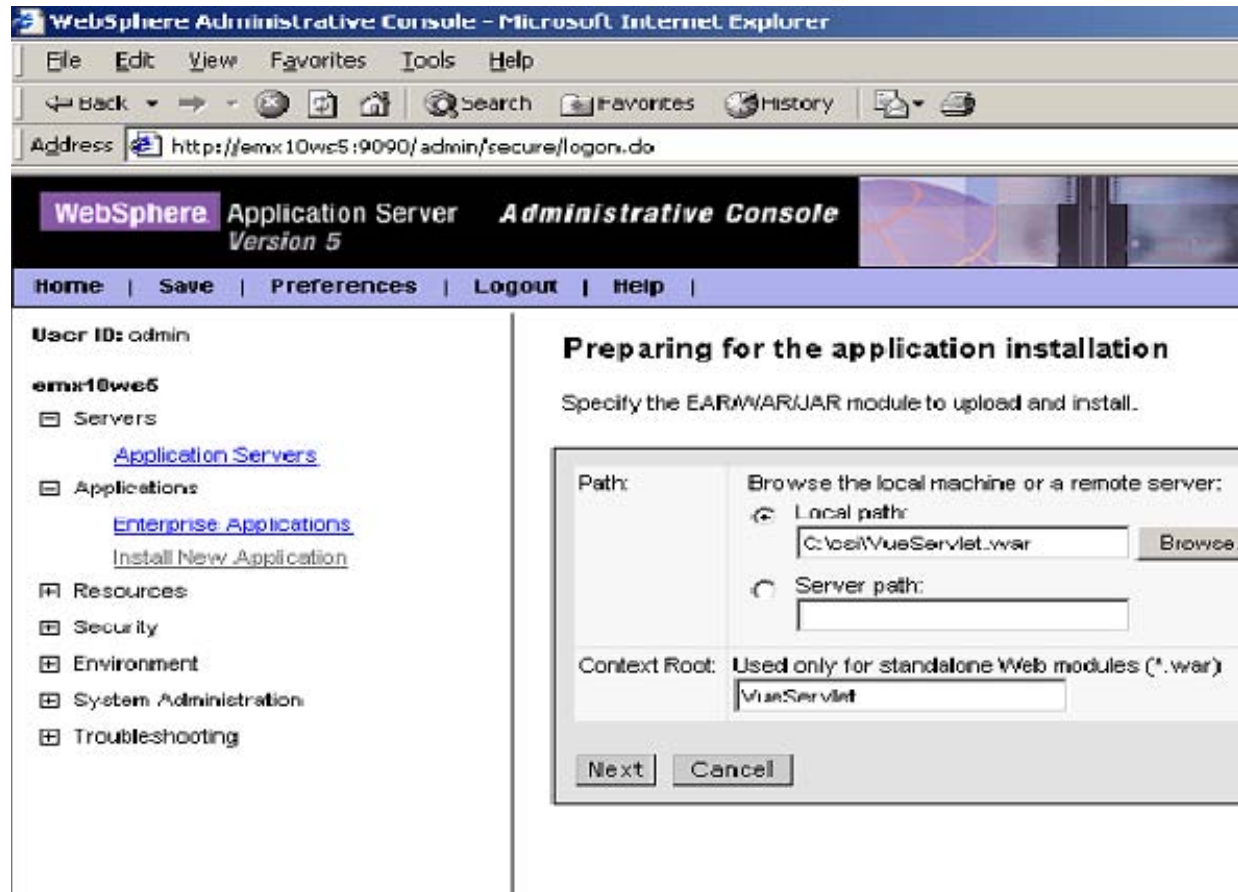 WebSphere Administrative Console - Microsoft Internet Explorer
File Edit View Favorites Tools Help
Back Search Favorites History
Address http://emx10ws5:9090/admin/secure/logon.do
WebSphere Application Server Administrative Console
Version 5
Home | Save | Preferences | Logout | Help |
User ID: admin
emx10ws5
Servers
Application Servers
Applications
Enterprise Applications
Install New Application
Resources
Security
Environment
System Administration
Troubleshooting
Preparing for the application installation
Specify the EAR/WAR/JAR module to upload and install.
Path: Browse the local machine or a remote server:
Local path:
C:\csi\VueServlet.war Browse.
Server path:
Context Root: Used only for standalone Web modules (*.war)
VueServlet
Next Cancel